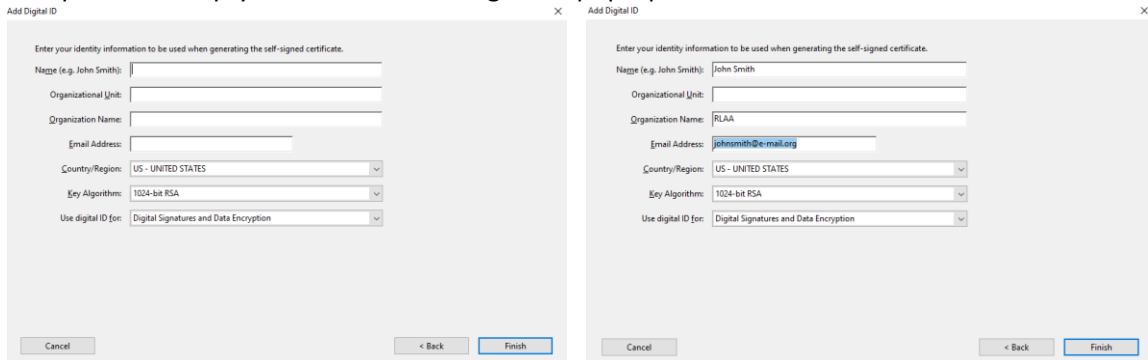 Add Digital ID
Enter your identity information to be used when generating the self-signed certificate.
Name (e.g. John Smith):
Organizational Unit:
Organization Name:
Email Address:
Country/Region: US - UNITED STATES
Key Algorithm: 1024-bit RSA
Use digital ID for: Digital Signatures and Data Encryption
Cancel < Back Finish
Add Digital ID
Enter your identity information to be used when generating the self-signed certificate.
Name (e.g. John Smith): John Smith
Organizational Unit:
Organization Name: RLAA
Email Address: johnsmith@e-mail.org
Country/Region: US - UNITED STATES
Key Algorithm: 1024-bit RSA
Use digital ID for: Digital Signatures and Data Encryption
Cancel < Back Finish